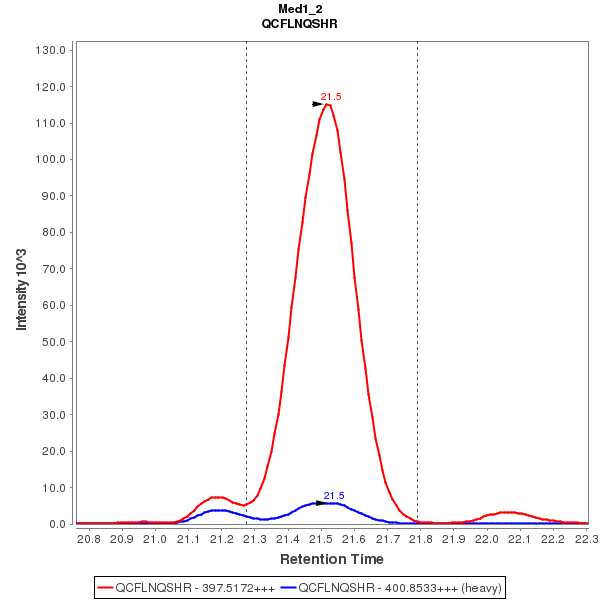 Med1_2
QCFLNQSHR
Intensity 10^3
130.0
120.0
110.0
100.0
90.0
80.0
70.0
60.0
50.0
40.0
30.0
20.0
10.0
0.0
21.5
21.5
20.8 20.9 21.0 21.1 21.2 21.3 21.4 21.5 21.6 21.7 21.8 21.9 22.0 22.1 22.2 22.3
Retention Time
QCFLNQSHR - 397.5172+++ QCFLNQSHR - 400.8533+++ (heavy)